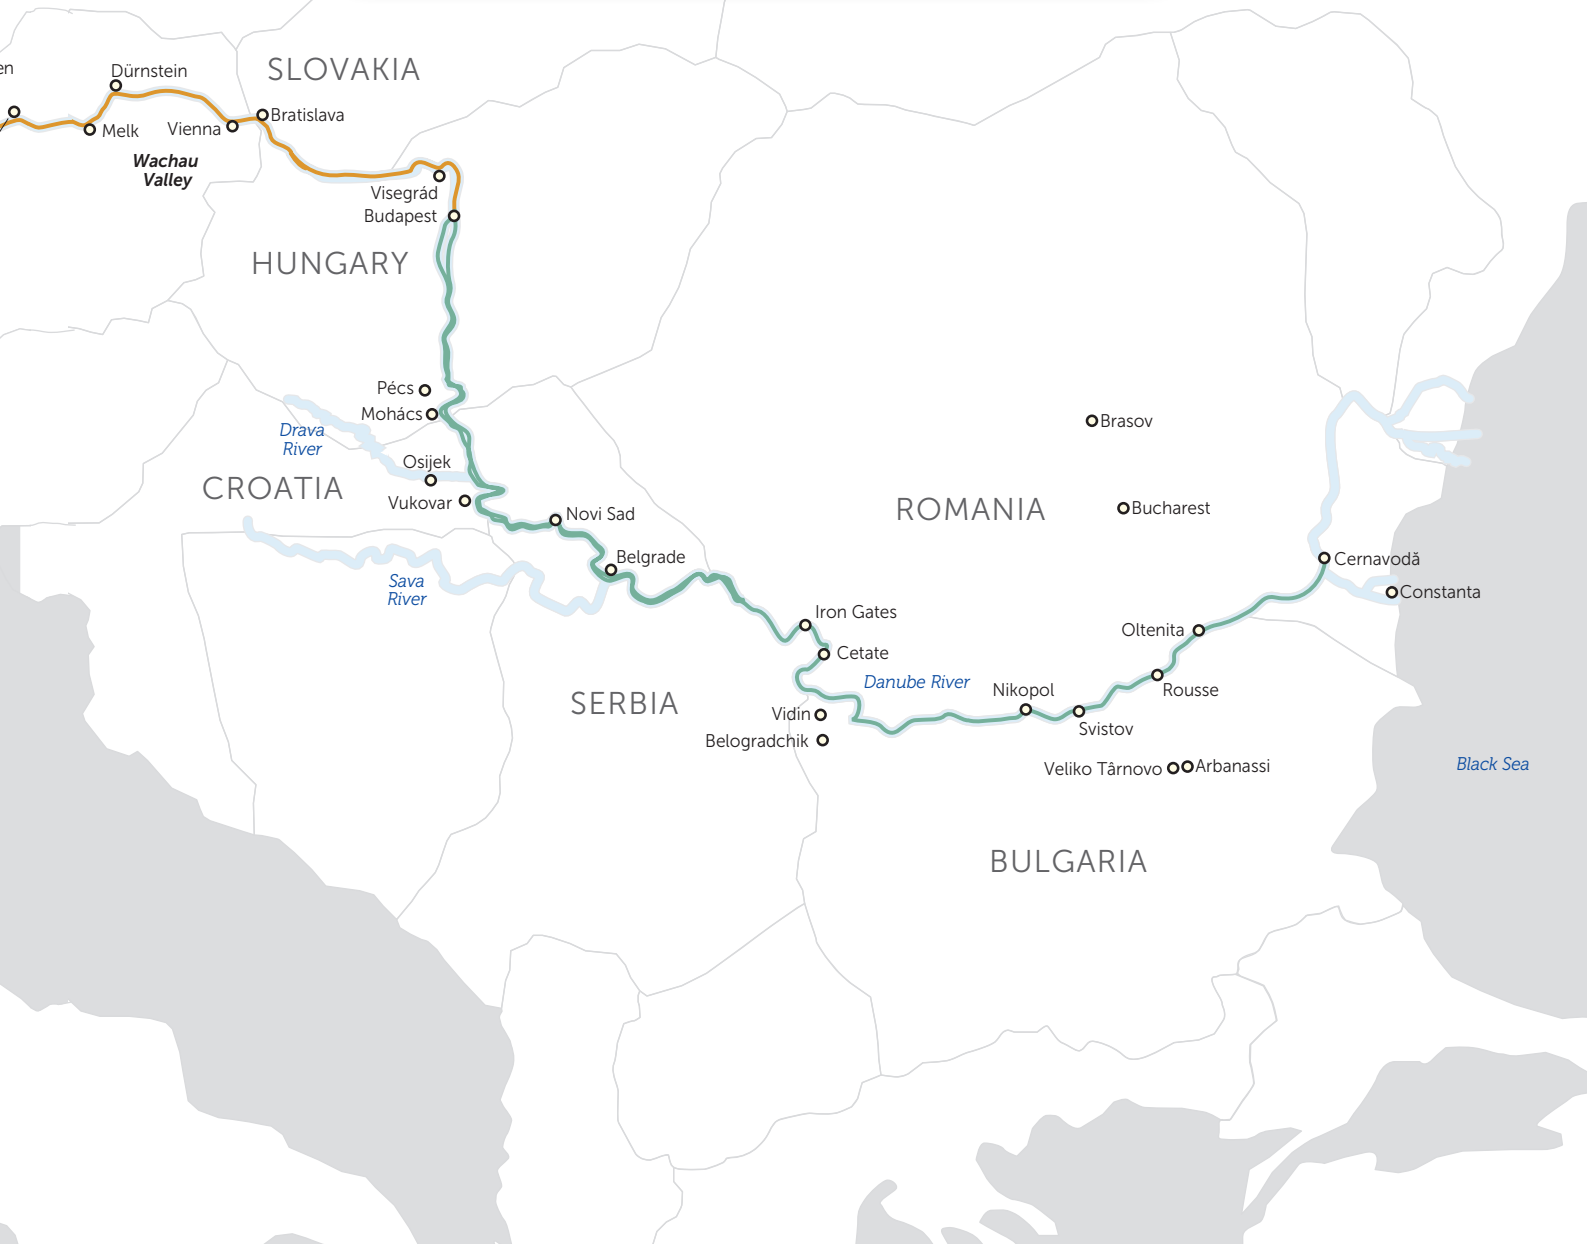 en
Dürnstein
SLOVAKIA
Bratislava
Melk
Vienna
Wachau
Valley
Visegrád
Budapest
HUNGARY
Pécs
Mohács
Drava
River
Osijek
CROATIA
Vukovar
Novi Sad
Belgrade
Sava
River
Brasov
ROMANIA
Bucharest
Cernavodă
Constanta
Iron Gates
Oltenita
Cetate
Danube River
SERBIA
Nikopol
Rousse
Vidin
Svistov
Belogradchik
Veliko Târnovo
Arbanassi
Black Sea
BULGARIA